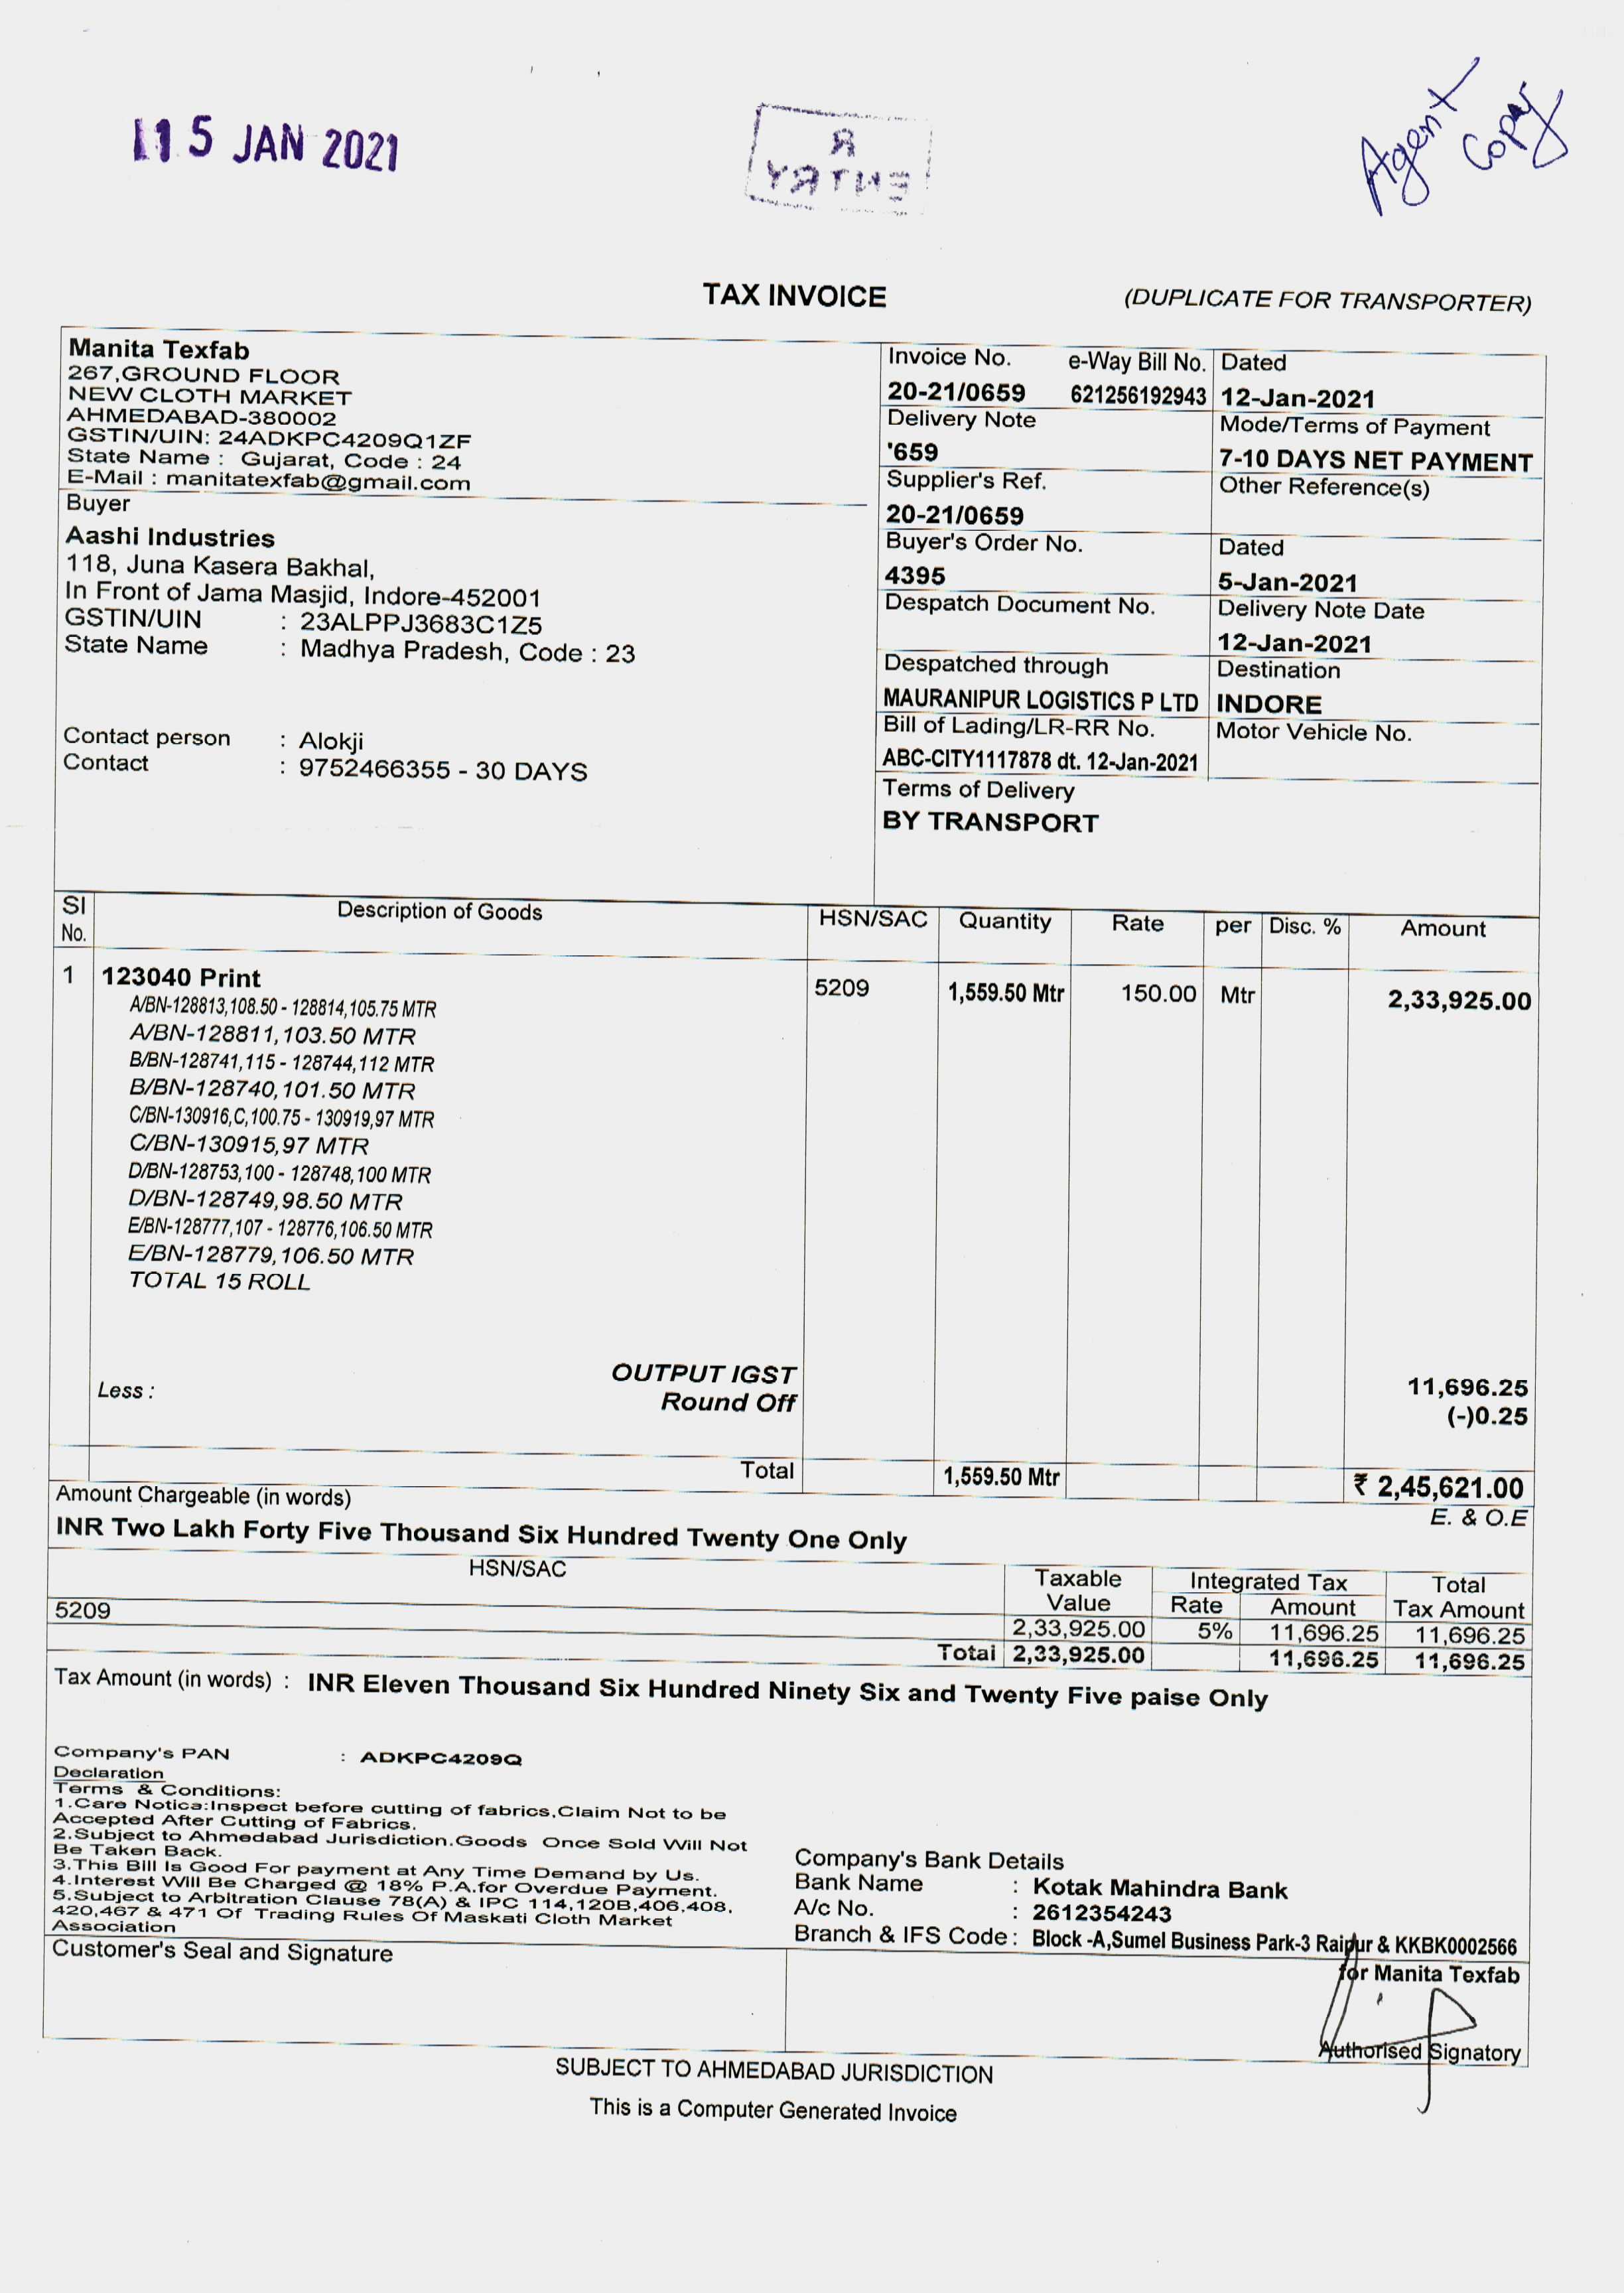 15 JAN 2021
R
ENTRY
Agent
Copy
TAX INVOICE
(DUPLICATE FOR TRANSPORTER)
Manita Texfab
267,GROUND FLOOR
NEW CLOTH MARKET
AHMEDABAD-380002
GSTIN/UIN: 24ADKPC4209Q1ZF
State Name : Gujarat, Code : 24
E-Mail : manitatexfab@gmail.com
Buyer
Aashi Industries
118, Juna Kasera Bakhal,
In Front of Jama Masjid, Indore-452001
GSTIN/UIN : 23ALPPJ3683C1Z5
State Name : Madhya Pradesh, Code : 23
Contact person : Alokji
Contact : 9752466355 - 30 DAYS
Invoice No. e-Way Bill No. Dated
20-21/0659 621256192943 12-Jan-2021
Delivery Note Mode/Terms of Payment
'659 7-10 DAYS NET PAYMENT
Supplier's Ref. Other Reference(s)
20-21/0659
Buyer's Order No. Dated
4395 5-Jan-2021
Despatch Document No. Delivery Note Date
12-Jan-2021
Despatched through Destination
MAURANIPUR LOGISTICS P LTD INDORE
Bill of Lading/LR-RR No. Motor Vehicle No.
ABC-CITY1117878 dt. 12-Jan-2021
Terms of Delivery
BY TRANSPORT
Sl No. Description of Goods HSN/SAC Quantity Rate per Disc. % Amount
1 123040 Print 5209 1,559.50 Mtr 150.00 Mtr 2,33,925.00
A/BN-128813,108.50 - 128814,105.75 MTR
A/BN-128811,103.50 MTR
B/BN-128741,115 - 128744,112 MTR
B/BN-128740,101.50 MTR
C/BN-130916,C,100.75 - 130919,97 MTR
C/BN-130915,97 MTR
D/BN-128753,100 - 128748,100 MTR
D/BN-128749,98.50 MTR
E/BN-128777,107 - 128776,106.50 MTR
E/BN-128779,106.50 MTR
TOTAL 15 ROLL
OUTPUT IGST 11,696.25
Less : Round Off (-)0.25
Total 1,559.50 Mtr ₹ 2,45,621.00
Amount Chargeable (in words) E. & O.E
INR Two Lakh Forty Five Thousand Six Hundred Twenty One Only
HSN/SAC Taxable Value Integrated Tax Rate Amount Total Tax Amount
5209 2,33,925.00 5% 11,696.25 11,696.25
Total 2,33,925.00 11,696.25 11,696.25
Tax Amount (in words) : INR Eleven Thousand Six Hundred Ninety Six and Twenty Five paise Only
Company's PAN : ADKPC4209Q
Declaration
Terms & Conditions:
1.Care Notica:Inspect before cutting of fabrics,Claim Not to be
Accepted After Cutting of Fabrics.
2.Subject to Ahmedabad Jurisdiction.Goods Once Sold Will Not
Be Taken Back.
3.This Bill Is Good For payment at Any Time Demand by Us.
4.Interest Will Be Charged @ 18% P.A.for Overdue Payment.
5.Subject to Arbitration Clause 78(A) & IPC 114,120B,406,408,
420,467 & 471 Of Trading Rules Of Maskati Cloth Market
Association
Company's Bank Details
Bank Name : Kotak Mahindra Bank
A/c No. : 2612354243
Branch & IFS Code : Block -A,Sumel Business Park-3 Raipur & KKBK0002566
Customer's Seal and Signature
for Manita Texfab
Authorised Signatory
SUBJECT TO AHMEDABAD JURISDICTION
This is a Computer Generated Invoice